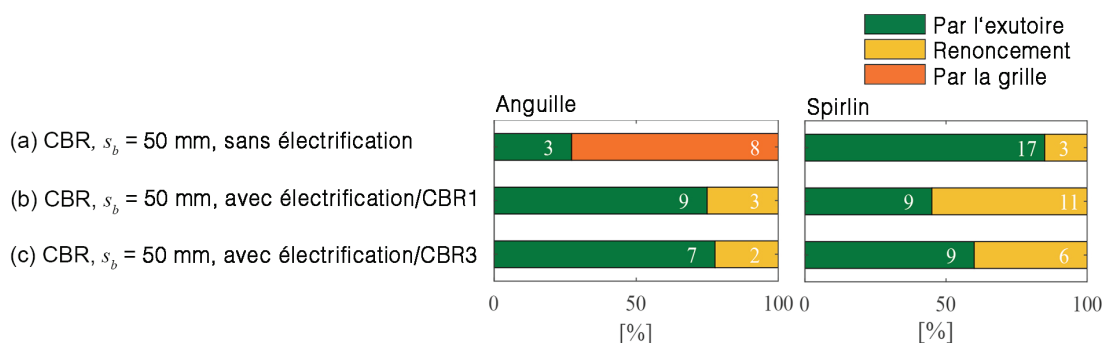 Par l'exutoire
Renoncement
Par la grille
Anguille
Spirlin
(a) CBR, s_b = 50 mm, sans électrification
3 8
17 3
(b) CBR, s_b = 50 mm, avec électrification/CBR1
9 3
9 11
(c) CBR, s_b = 50 mm, avec électrification/CBR3
7 2
9 6
0 50 100
0 50 100
[%]
[%]